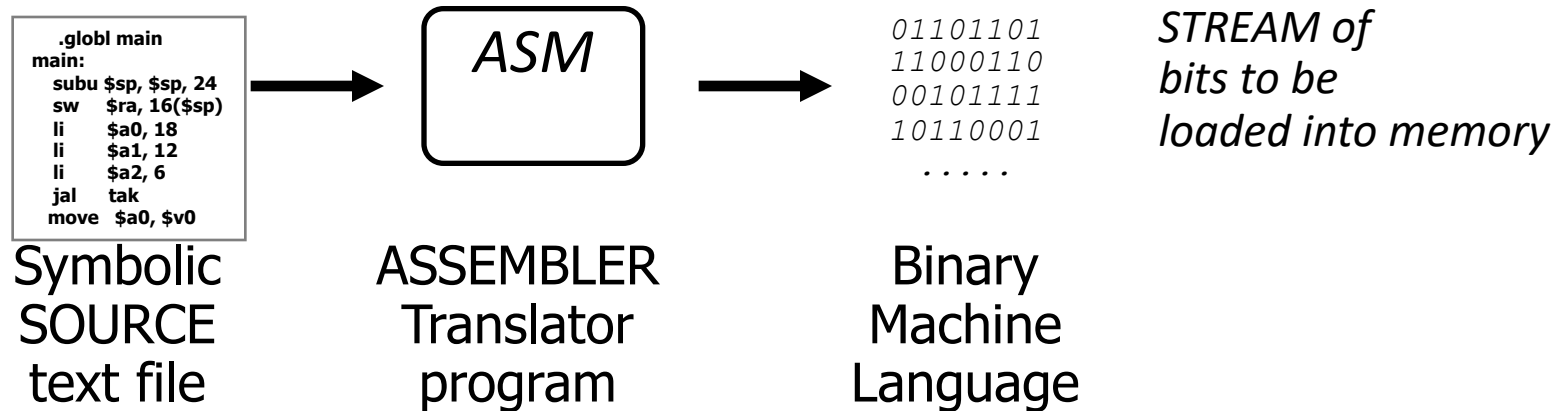 .globl main
main:
subu $sp, $sp, 24
sw $ra, 16($sp)
li $a0, 18
li $a1, 12
li $a2, 6
jal tak
move $a0, $v0
Symbolic
SOURCE
text file
ASM
ASSEMBLER
Translator
program
01101101
11000110
00101111
10110001
.....
Binary
Machine
Language
STREAM of
bits to be
loaded into memory